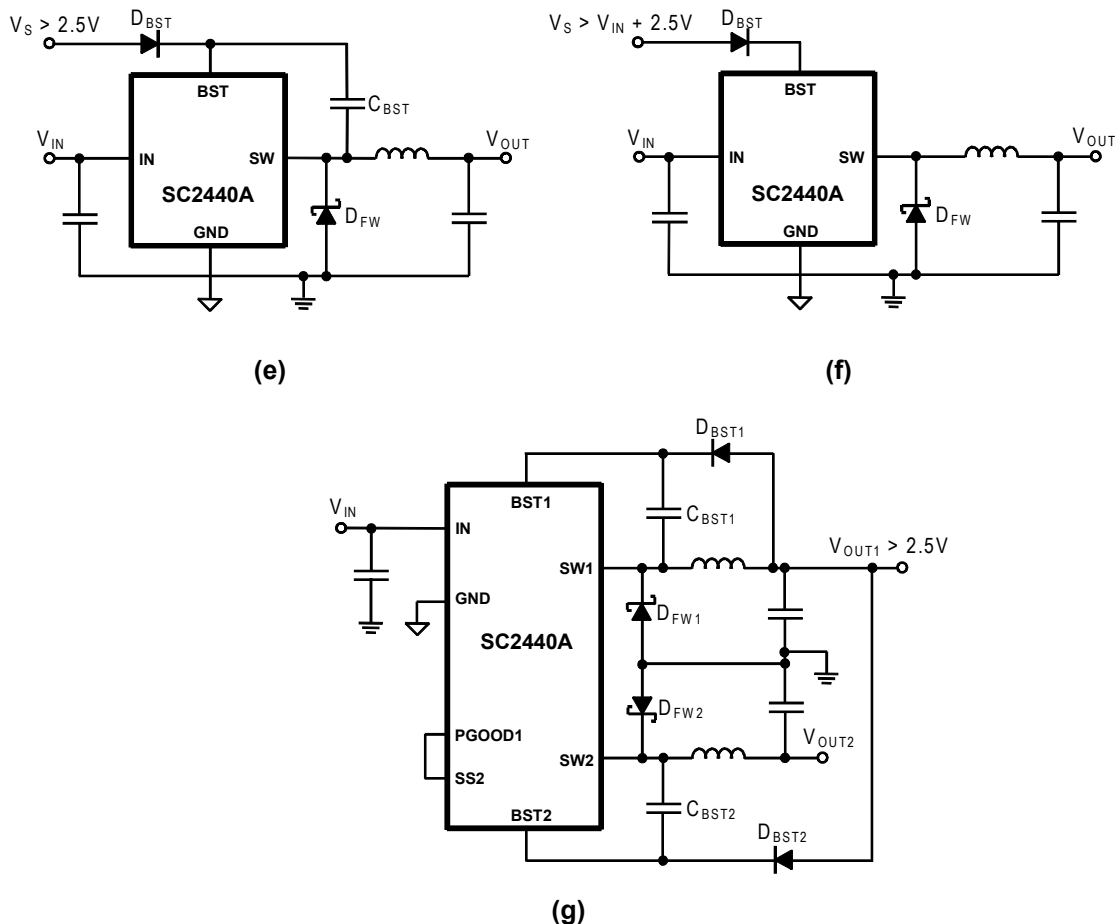 V_S > 2.5V
D_BST
BST
C_BST
V_IN
IN
SW
V_OUT
SC2440A
D_FW
GND
(e)
V_S > V_IN + 2.5V
D_BST
BST
V_IN
IN
SW
V_OUT
SC2440A
D_FW
GND
(f)
D_BST1
BST1
V_IN
IN
C_BST1
SW1
V_OUT1 > 2.5V
GND
D_FW1
SC2440A
D_FW2
PGOOD1
V_OUT2
SW2
SS2
BST2
C_BST2
D_BST2
(g)